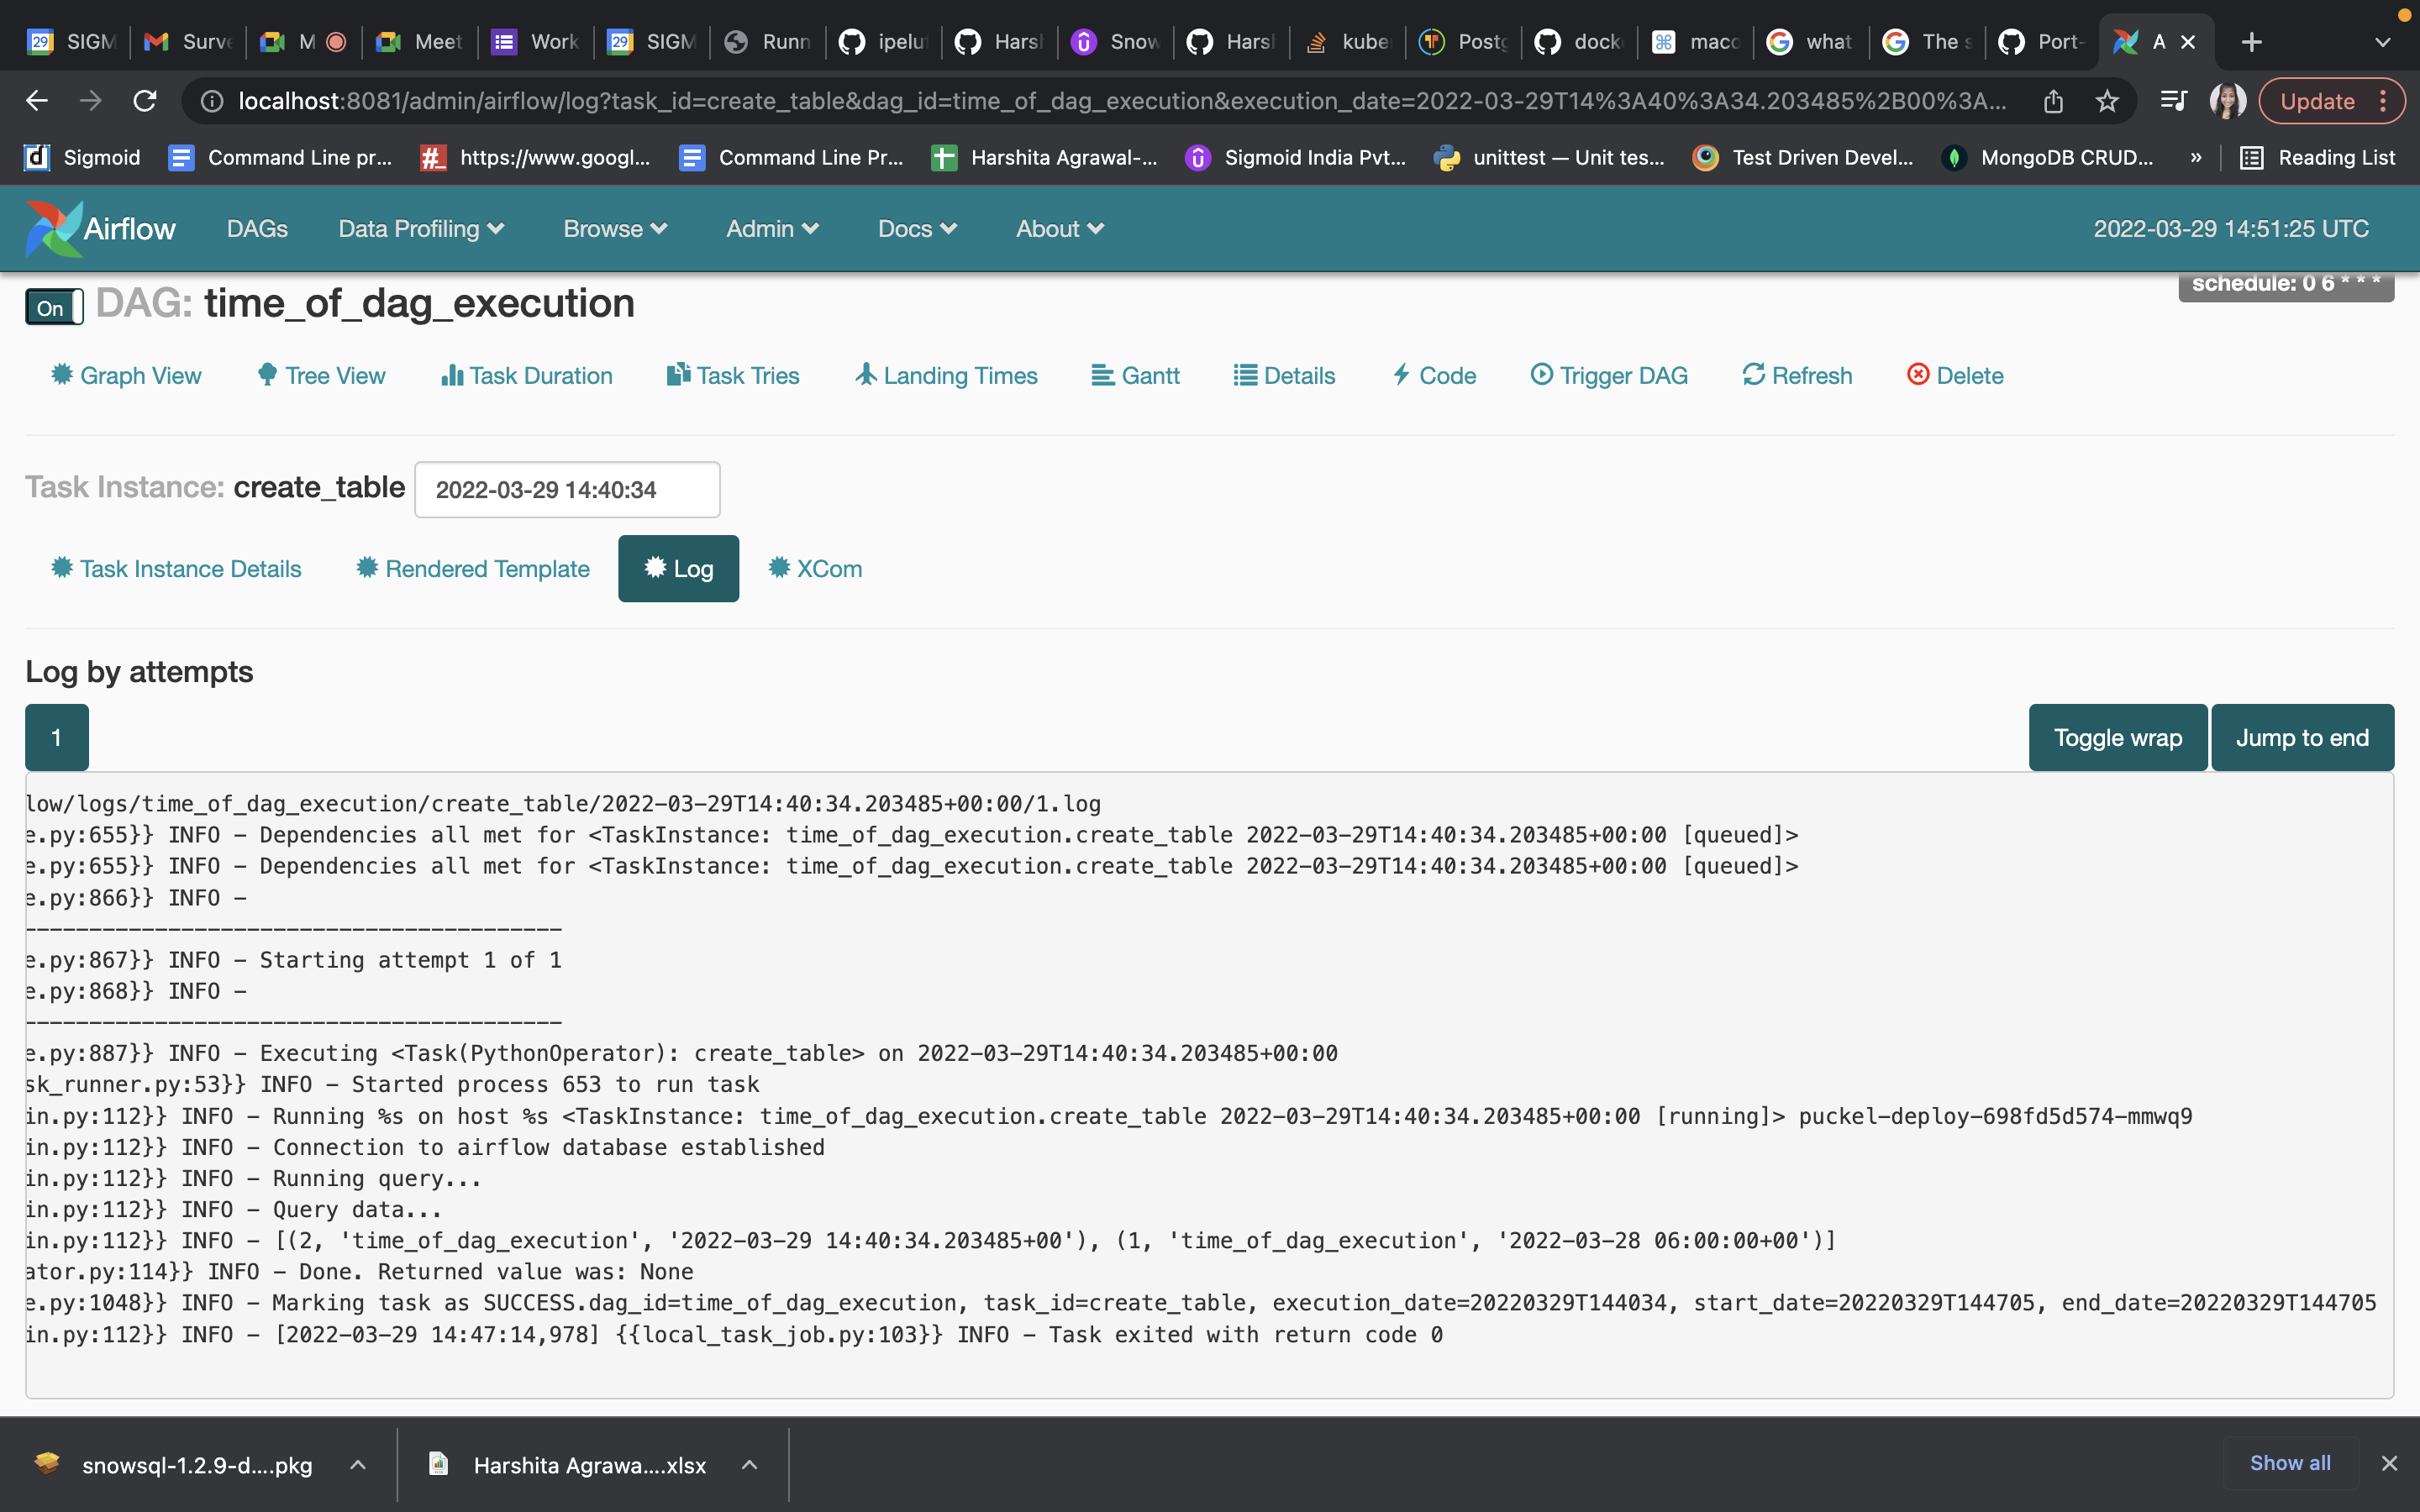 29 SIGM Surve M Meet Work 29 SIGM Runn ipeluf Harsh Snow Harsh kube Postg docke macc what The s Port- A
localhost:8081/admin/airflow/log?task_id=create_table&dag_id=time_of_dag_execution&execution_date=2022-03-29T14%3A40%3A34.203485%2B00%3A... Update
Sigmoid Command Line pr... https://www.googl... Command Line Pr... Harshita Agrawal-... Sigmoid India Pvt... unittest — Unit tes... Test Driven Devel... MongoDB CRUD... » Reading List
Airflow DAGs Data Profiling Browse Admin Docs About 2022-03-29 14:51:25 UTC
On DAG: time_of_dag_execution schedule: 0 6 * * *
Graph View Tree View Task Duration Task Tries Landing Times Gantt Details Code Trigger DAG Refresh Delete
Task Instance: create_table 2022-03-29 14:40:34
Task Instance Details Rendered Template Log XCom
Log by attempts
1 Toggle wrap Jump to end
low/logs/time_of_dag_execution/create_table/2022-03-29T14:40:34.203485+00:00/1.log
e.py:655}} INFO - Dependencies all met for <TaskInstance: time_of_dag_execution.create_table 2022-03-29T14:40:34.203485+00:00 [queued]>
e.py:655}} INFO - Dependencies all met for <TaskInstance: time_of_dag_execution.create_table 2022-03-29T14:40:34.203485+00:00 [queued]>
e.py:866}} INFO -
-----------------------------------------
e.py:867}} INFO - Starting attempt 1 of 1
e.py:868}} INFO -
-----------------------------------------
e.py:887}} INFO - Executing <Task(PythonOperator): create_table> on 2022-03-29T14:40:34.203485+00:00
sk_runner.py:53}} INFO - Started process 653 to run task
in.py:112}} INFO - Running %s on host %s <TaskInstance: time_of_dag_execution.create_table 2022-03-29T14:40:34.203485+00:00 [running]> puckel-deploy-698fd5d574-mmwq9
in.py:112}} INFO - Connection to airflow database established
in.py:112}} INFO - Running query...
in.py:112}} INFO - Query data...
in.py:112}} INFO - [(2, 'time_of_dag_execution', '2022-03-29 14:40:34.203485+00'), (1, 'time_of_dag_execution', '2022-03-28 06:00:00+00')]
ator.py:114}} INFO - Done. Returned value was: None
e.py:1048}} INFO - Marking task as SUCCESS.dag_id=time_of_dag_execution, task_id=create_table, execution_date=20220329T144034, start_date=20220329T144705, end_date=20220329T144705
in.py:112}} INFO - [2022-03-29 14:47:14,978] {{local_task_job.py:103}} INFO - Task exited with return code 0
snowsql-1.2.9-d....pkg Harshita Agrawa....xlsx Show all